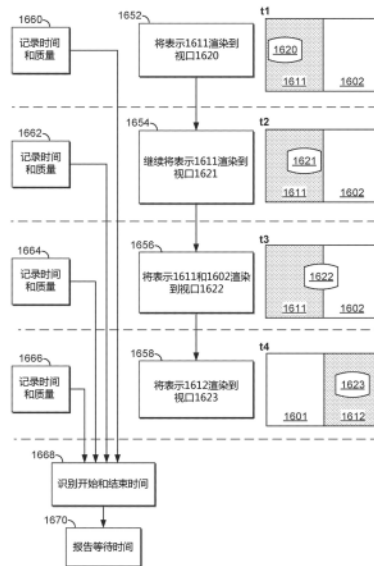 1660
记录时间
和质量
1652
将表示1611渲染到
视口1620
t1
1620
1611
1602
1662
记录时间
和质量
1654
继续将表示1611渲染到
视口1621
t2
1621
1611
1602
1664
记录时间
和质量
1656
将表示1611和1602渲染
到视口1622
t3
1622
1611
1602
1666
记录时间
和质量
1658
将表示1612渲染到
视口1623
t4
1623
1601
1612
1668
识别开始和结束时间
1670
报告等待时间